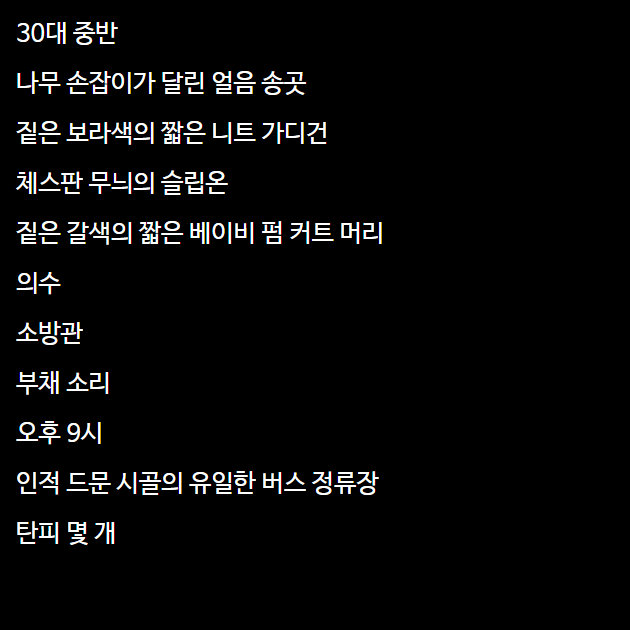 30대 중반
나무 손잡이가 달린 얼음 송곳
짙은 보라색의 짧은 니트 가디건
체스판 무늬의 슬립온
짙은 갈색의 짧은 베이비 펌 커트 머리
의수
소방관
부채 소리
오후 9시
인적 드문 시골의 유일한 버스 정류장
탄피 몇 개